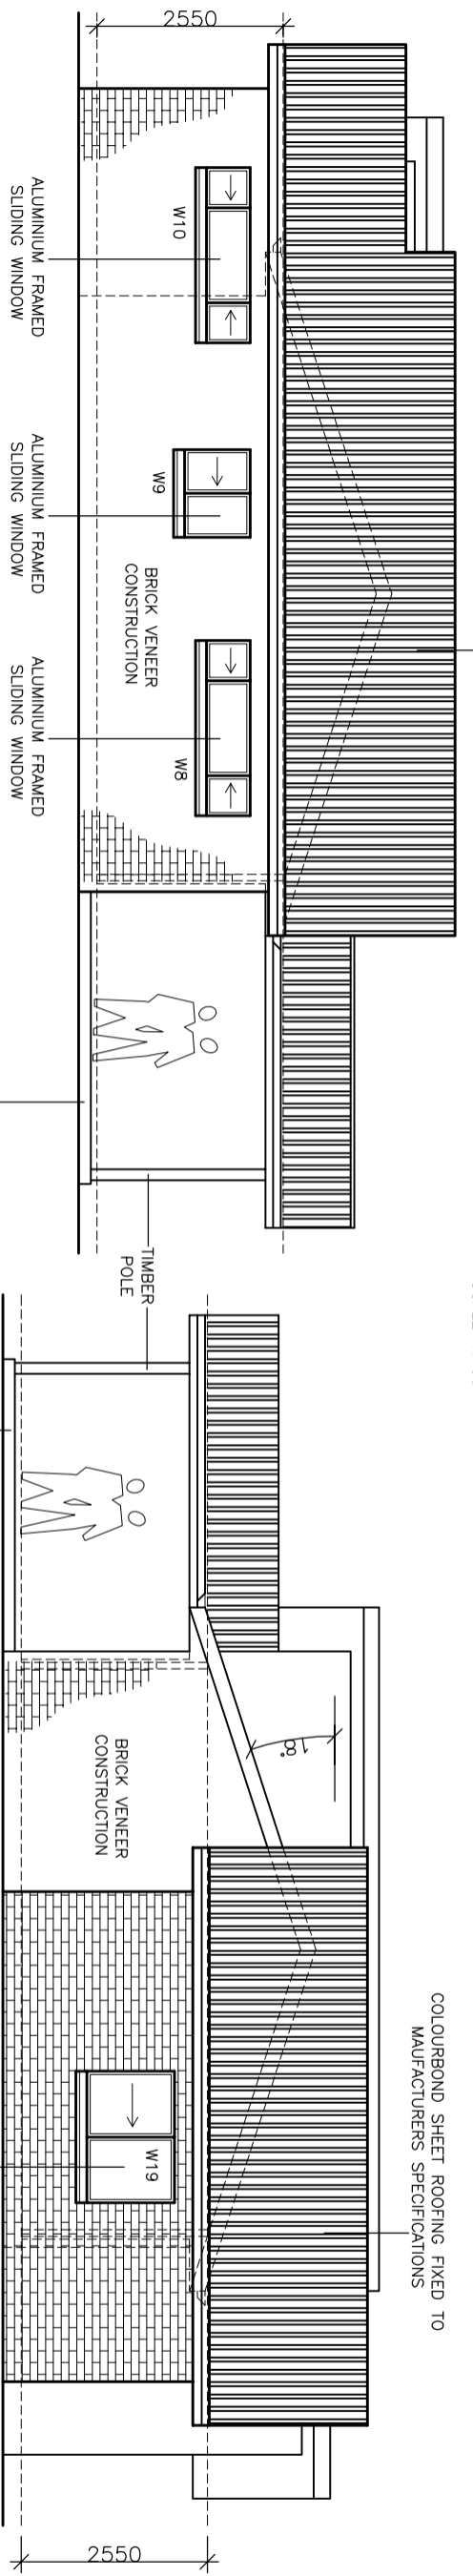 2550
W10
ALUMINIUM FRAMED
SLIDING WINDOW
W9
ALUMINIUM FRAMED
SLIDING WINDOW
BRICK VENEER
CONSTRUCTION
W8
ALUMINIUM FRAMED
SLIDING WINDOW
TIMBER
POLE
18°
BRICK VENEER
CONSTRUCTION
W19
COLOURBOND SHEET ROOFING FIXED TO
MAUFACTURERS SPECIFICATIONS
2550